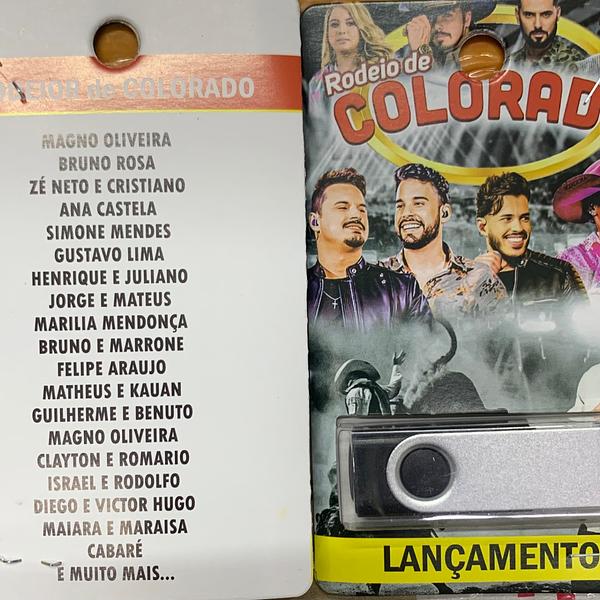 ODEIOR de COLORADO
MAGNO OLIVEIRA
BRUNO ROSA
ZÉ NETO E CRISTIANO
ANA CASTELA
SIMONE MENDES
GUSTAVO LIMA
HENRIQUE E JULIANO
JORGE E MATEUS
MARILIA MENDONÇA
BRUNO E MARRONE
FELIPE ARAUJO
MATHEUS E KAUAN
GUILHERME E BENUTO
MAGNO OLIVEIRA
CLAYTON E ROMARIO
ISRAEL E RODOLFO
DIEGO E VICTOR HUGO
MAIARA E MARAISA
CABARÉ
E MUITO MAIS...
Rodeio de
COLORAD
LANÇAMENTO